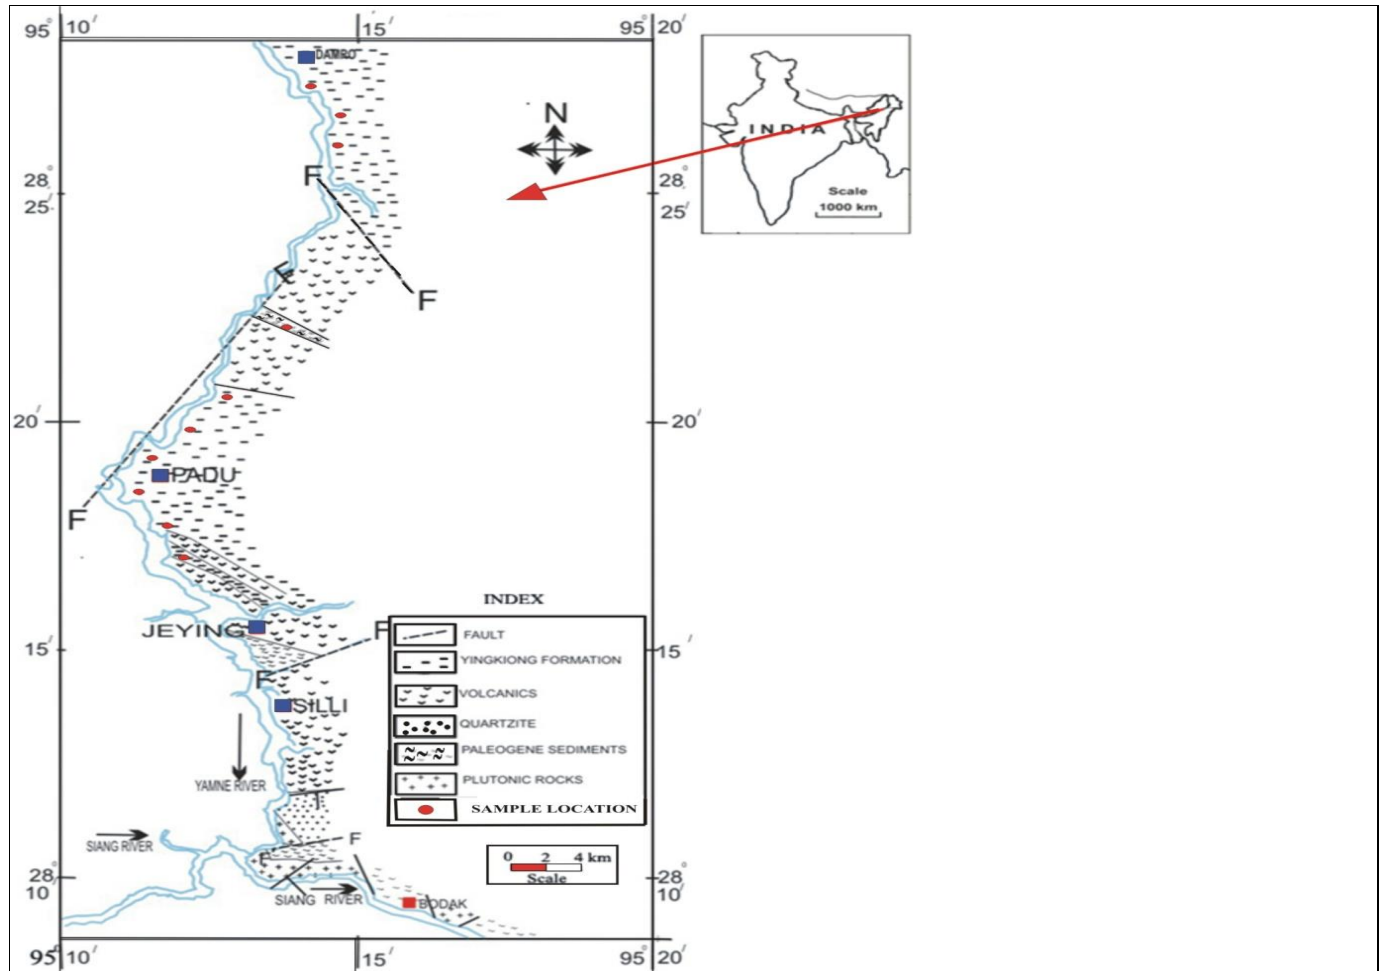 95° 10′ 15′ 95° 20′
DAMRO
N
INDIA
Scale
1000 km
F
28° 25′
28° 25′
F
F
20′
20′
PADU
F
INDEX
JEYING
F
FAULT
15′
15′
YINGKIONG FORMATION
F
VOLCANICS
SILLI
QUARTZITE
PALEOGENE SEDIMENTS
YAMNE RIVER
PLUTONIC ROCKS
SAMPLE LOCATION
SIANG RIVER
F
F
0 2 4 km
Scale
28° 10′
28° 10′
SIANG RIVER
BODAK
95° 10′ 15′ 95° 20′